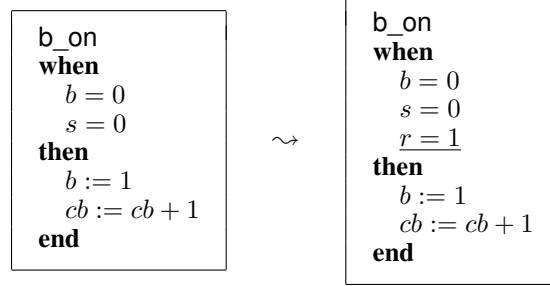 b_on
when
b = 0
s = 0
then
b := 1
cb := cb + 1
end
⤳
b_on
when
b = 0
s = 0
r = 1
then
b := 1
cb := cb + 1
end